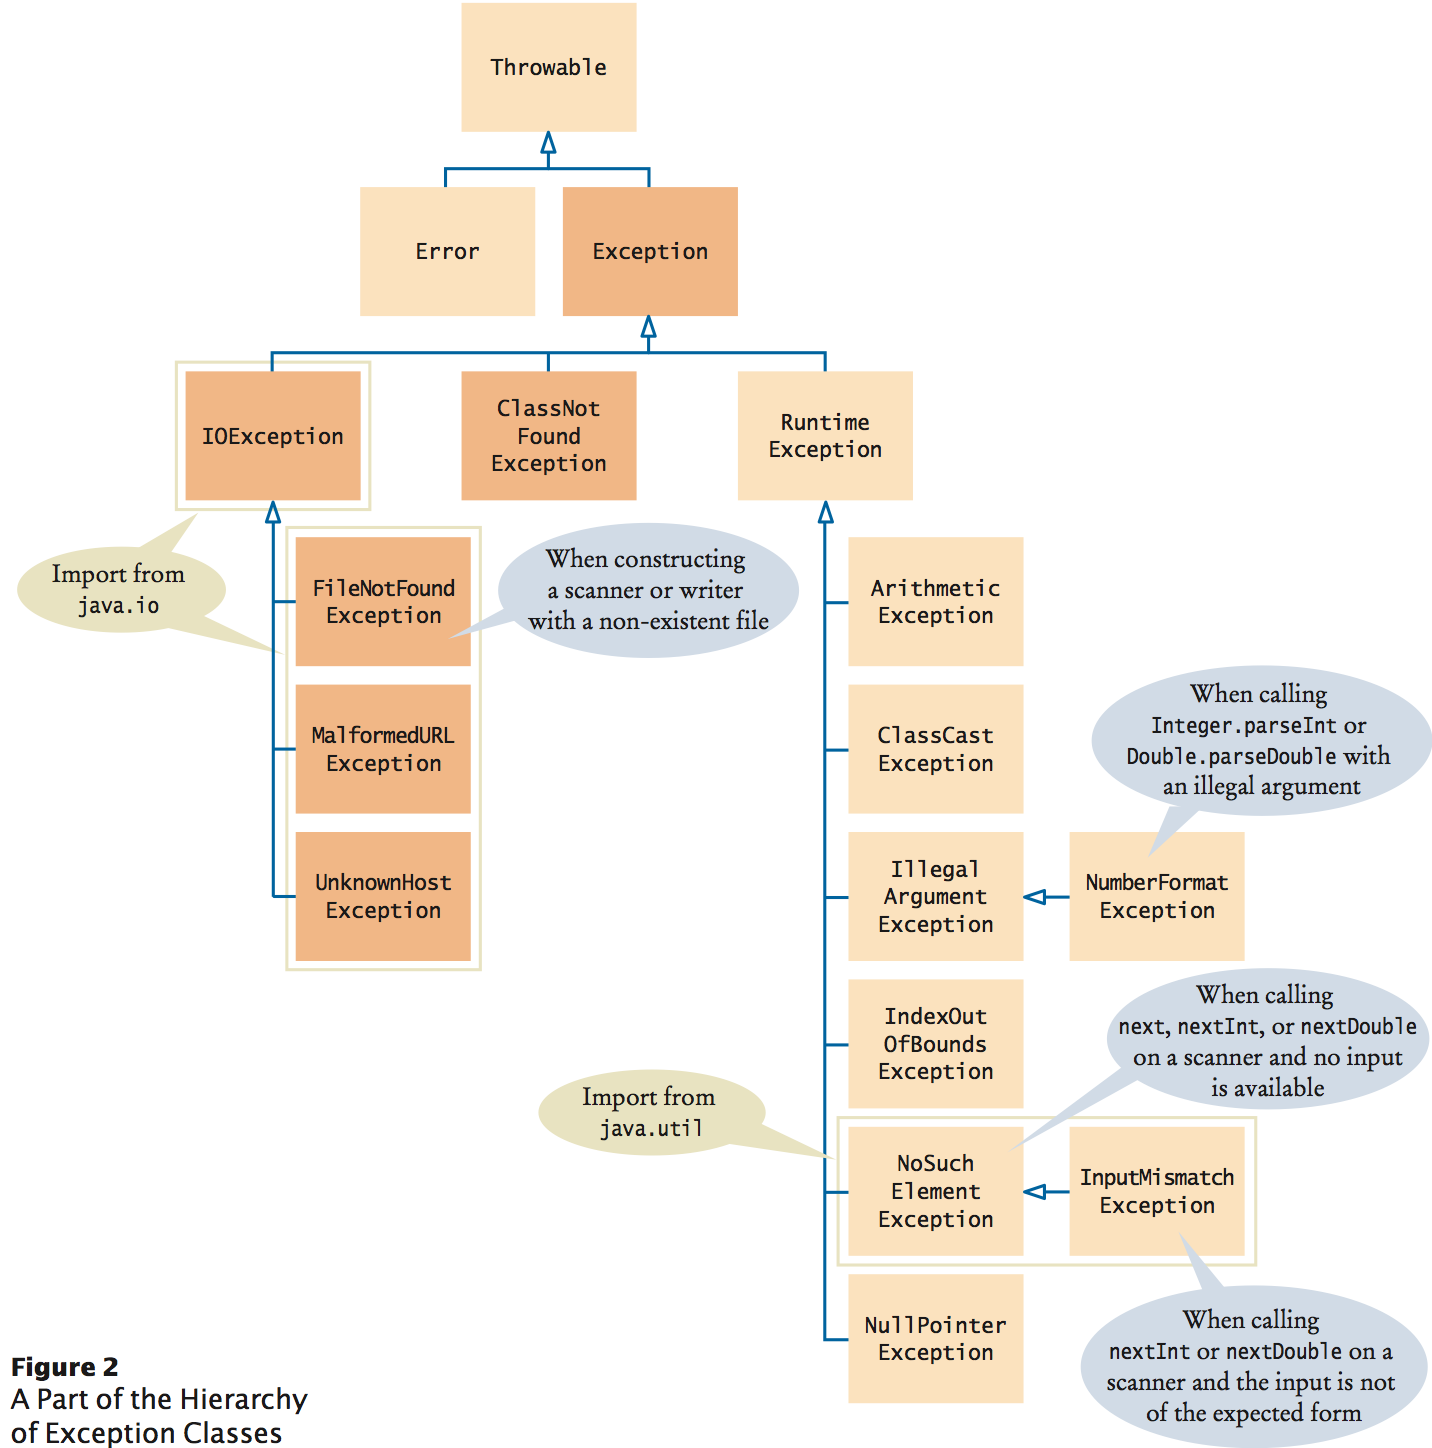 Throwable
Error
Exception
IOException
ClassNot
Found
Exception
Runtime
Exception
Import from
java.io
FileNotFound
Exception
When constructing
a scanner or writer
with a non-existent file
Arithmetic
Exception
MalformedURL
Exception
ClassCast
Exception
When calling
Integer.parseInt or
Double.parseDouble with
an illegal argument
UnknownHost
Exception
Illegal
Argument
Exception
NumberFormat
Exception
IndexOut
OfBounds
Exception
When calling
next, nextInt, or nextDouble
on a scanner and no input
is available
Import from
java.util
NoSuch
Element
Exception
InputMismatch
Exception
NullPointer
Exception
When calling
nextInt or nextDouble on a
scanner and the input is not
of the expected form
Figure 2
A Part of the Hierarchy
of Exception Classes